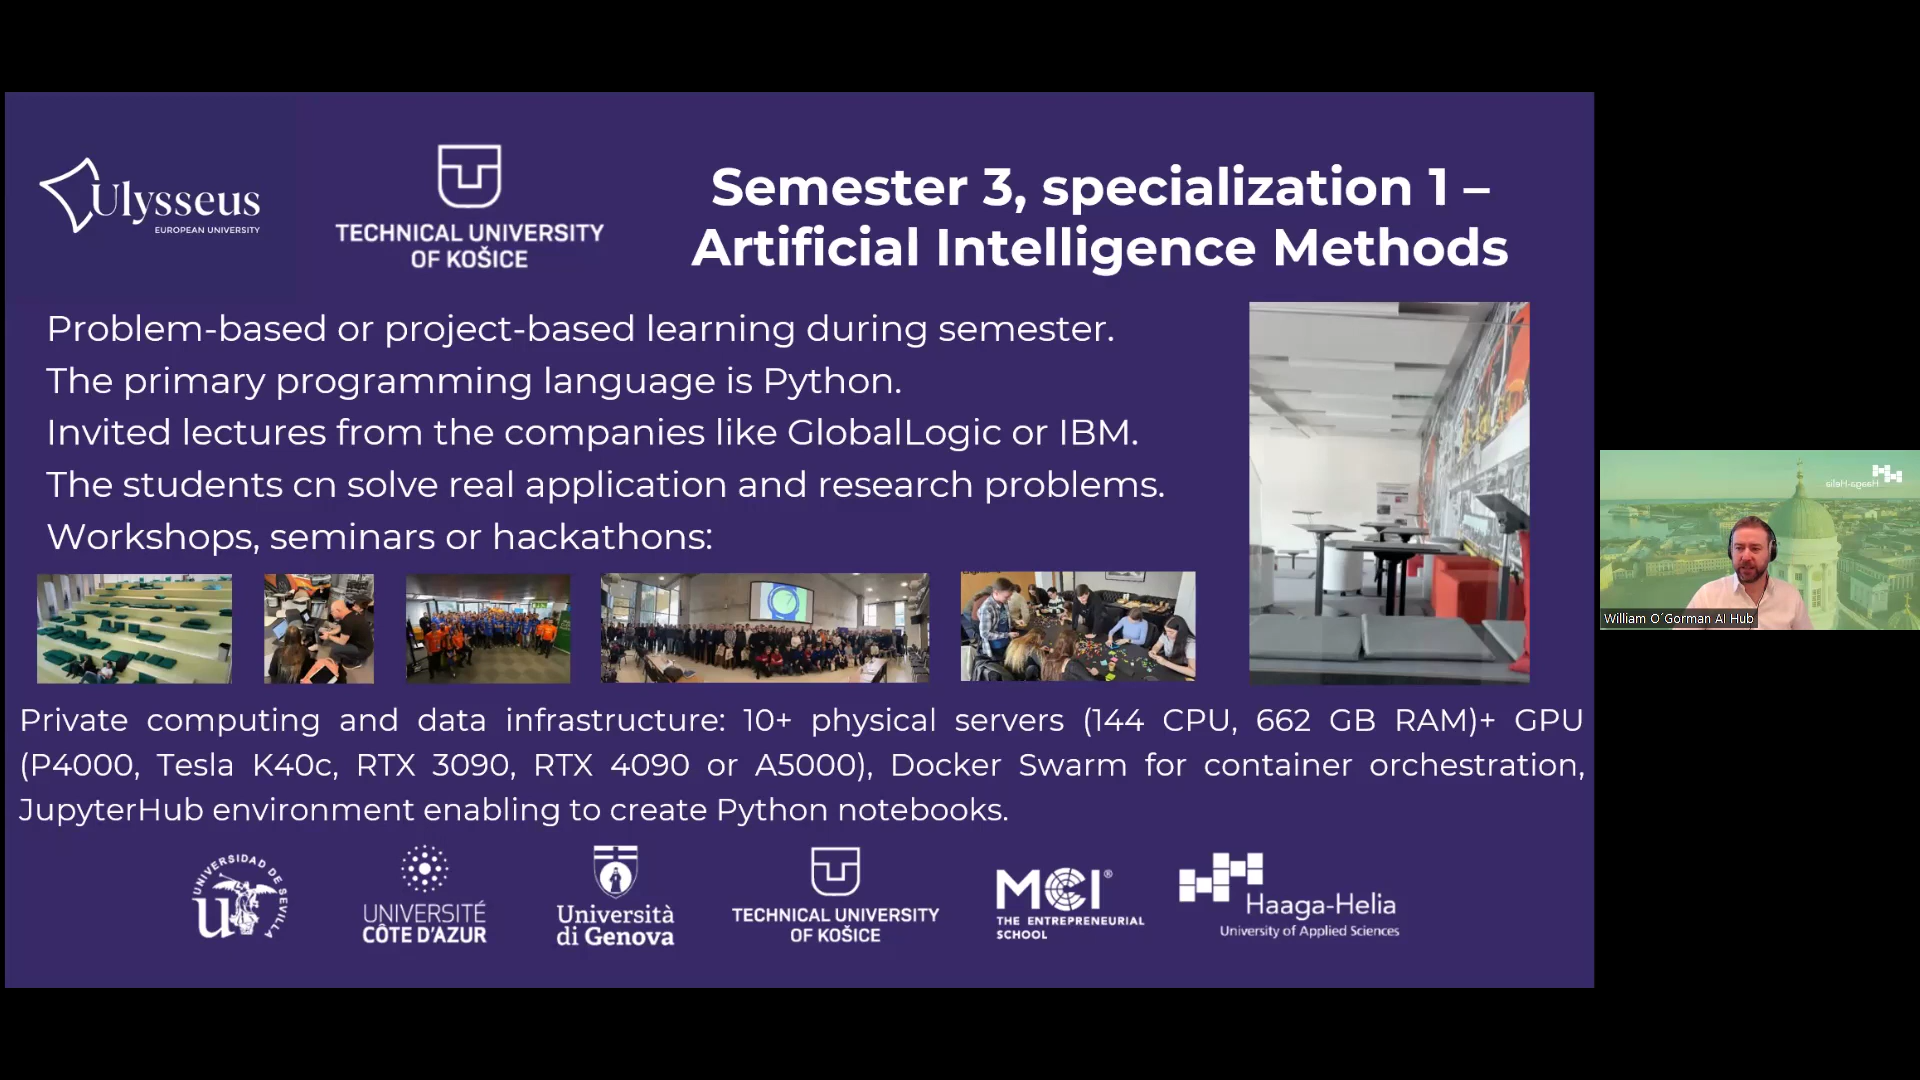 Ulysseus
EUROPEAN UNIVERSITY
TECHNICAL UNIVERSITY
OF KOŠICE
Semester 3, specialization 1 –
Artificial Intelligence Methods
Problem-based or project-based learning during semester.
The primary programming language is Python.
Invited lectures from the companies like GlobalLogic or IBM.
The students cn solve real application and research problems.
Workshops, seminars or hackathons:
Haaga-Helia
William O´Gorman AI Hub
Private computing and data infrastructure: 10+ physical servers (144 CPU, 662 GB RAM)+ GPU
(P4000, Tesla K40c, RTX 3090, RTX 4090 or A5000), Docker Swarm for container orchestration,
JupyterHub environment enabling to create Python notebooks.
UNIVERSIDAD DE SEVILLA
UNIVERSITÉ
CÔTE D'AZUR
Università
di Genova
TECHNICAL UNIVERSITY
OF KOŠICE
MCI®
THE ENTREPRENEURIAL
SCHOOL
Haaga-Helia
University of Applied Sciences